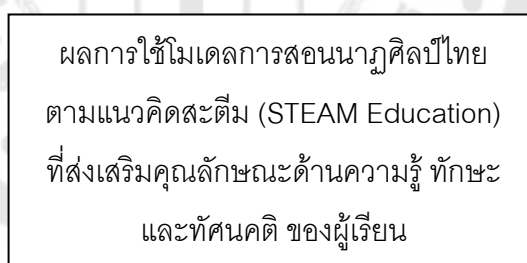 ผลการใช้โมเดลการสอนนาฏศิลป์ไทย
ตามแนวคิดสะตีม (STEAM Education)
ที่ส่งเสริมคุณลักษณะด้านความรู้ ทักษะ
และทัศนคติ ของผู้เรียน